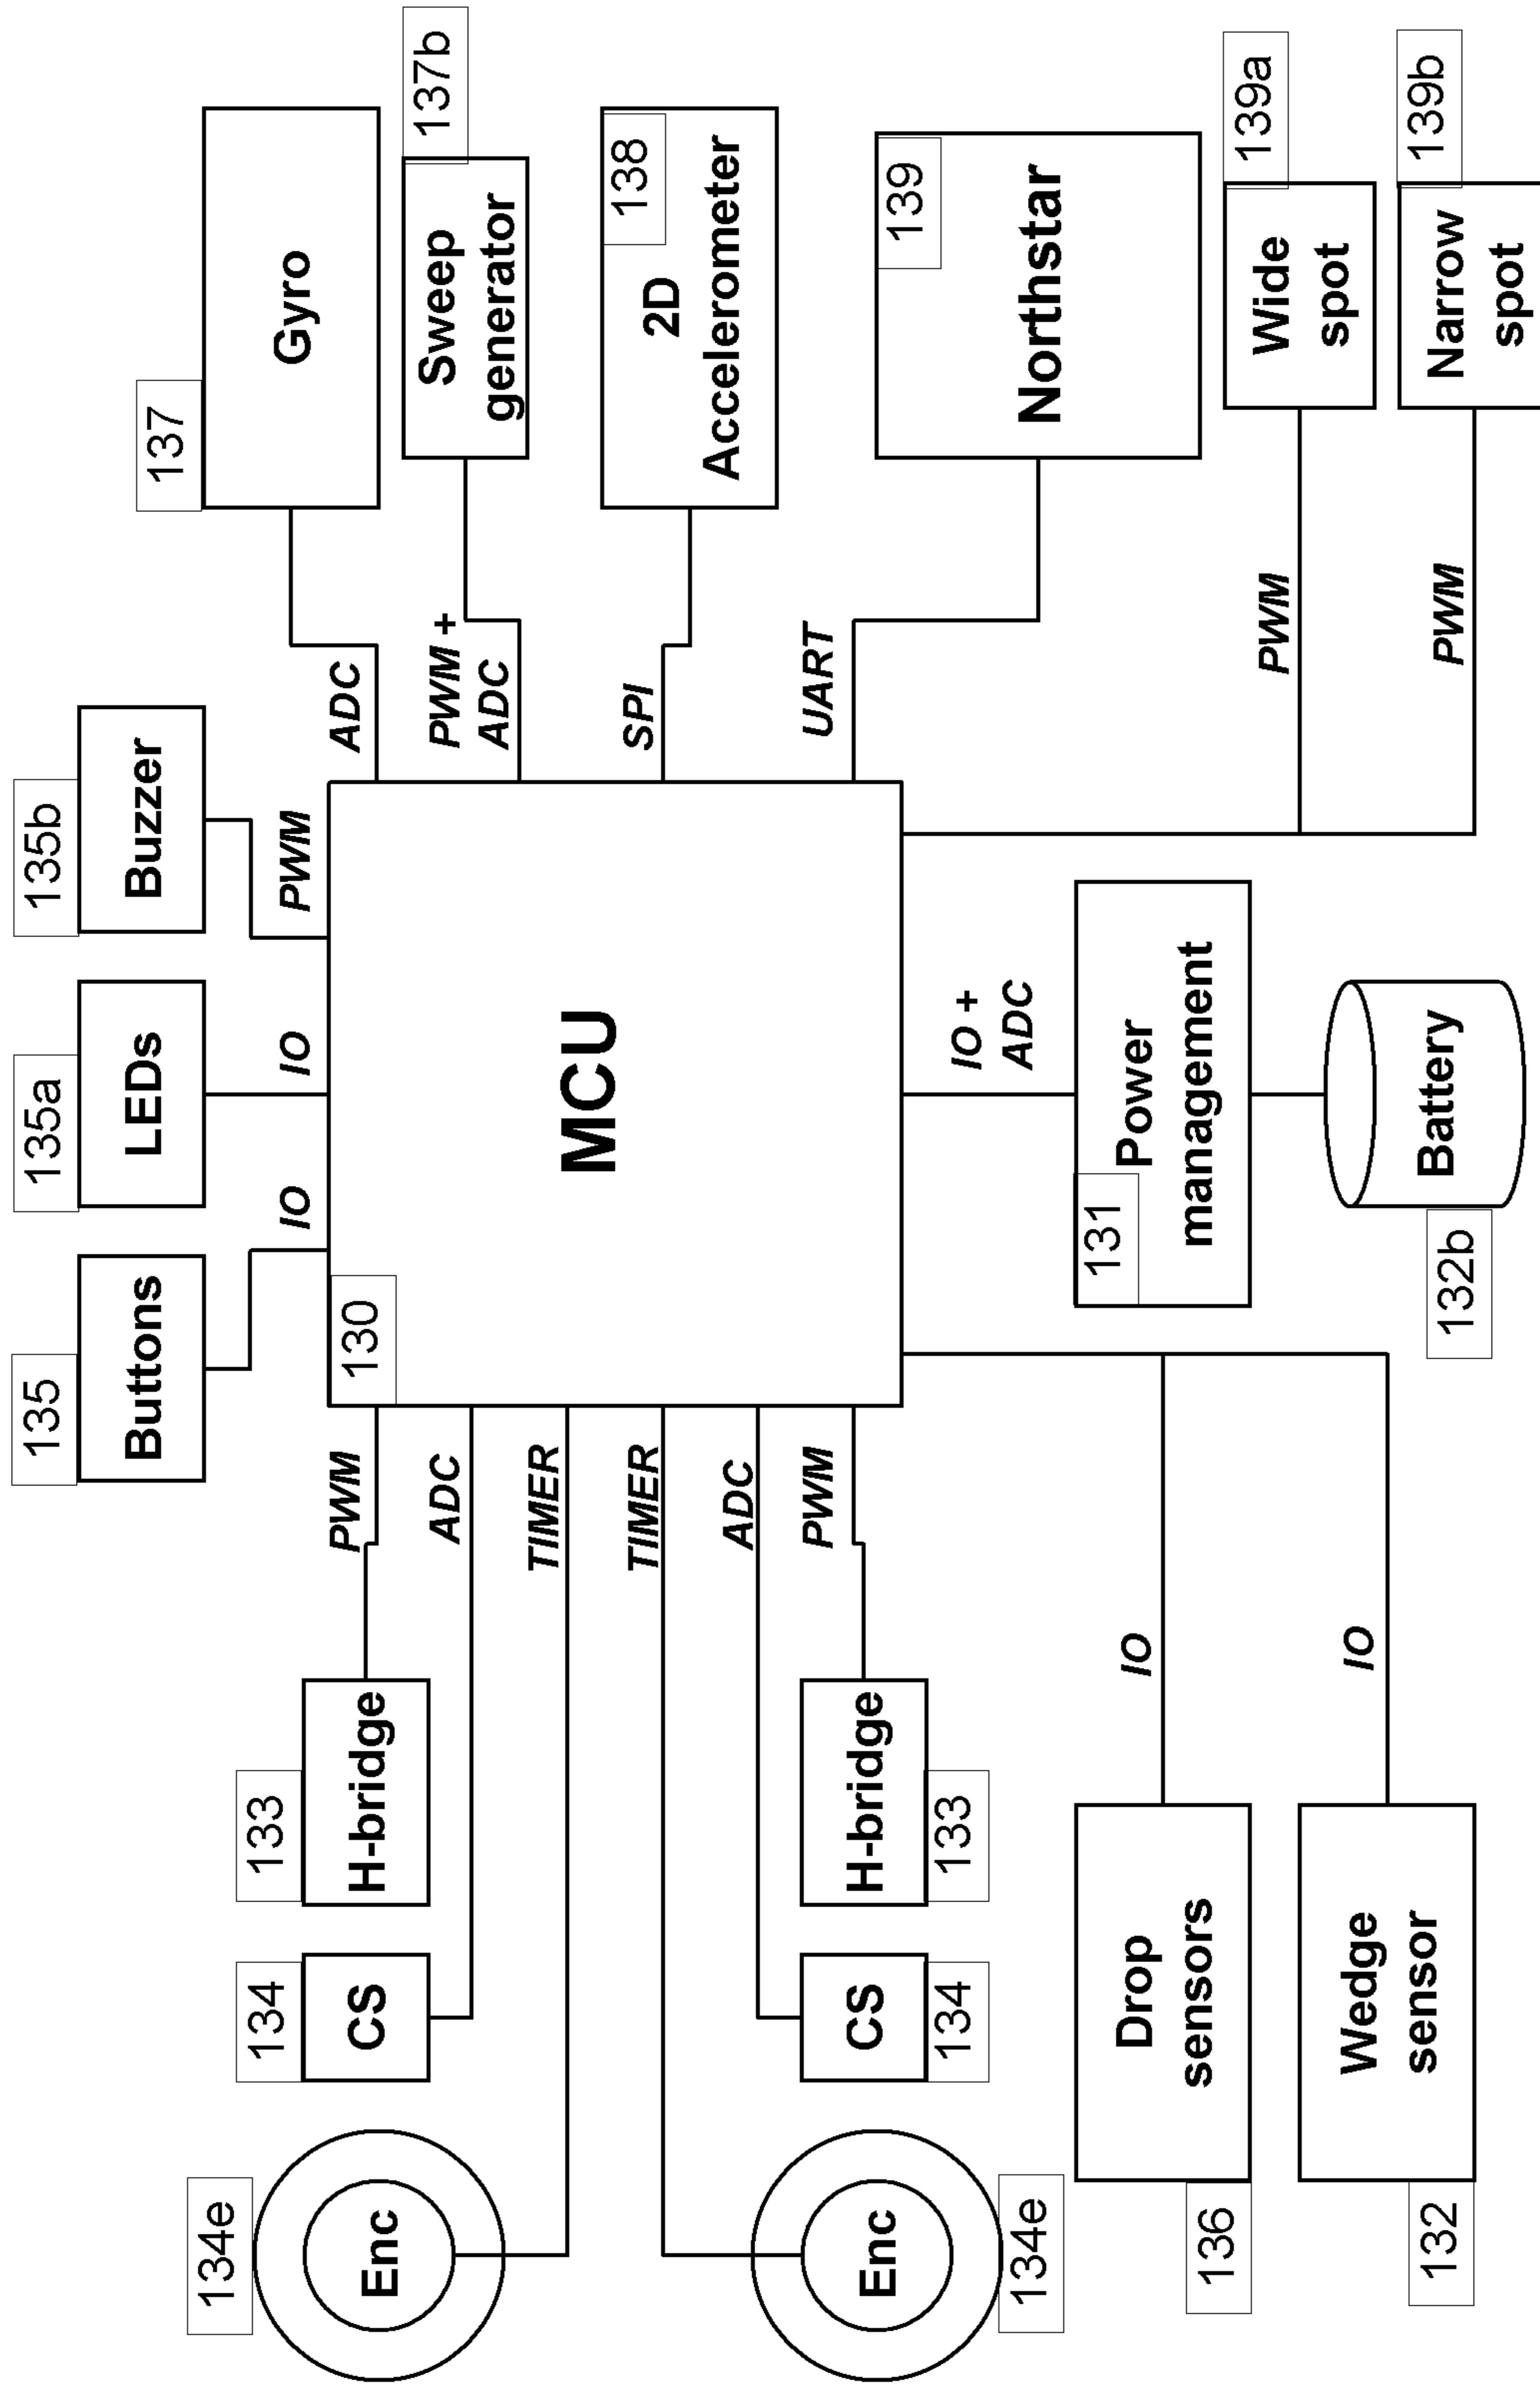 135
Buttons
IO
135a
LEDs
IO
135b
Buzzer
PWM
130
MCU
134e
Enc
TIMER
134
CS
ADC
133
H-bridge
PWM
134e
Enc
TIMER
134
CS
ADC
133
H-bridge
PWM
136
Drop
sensors
IO
132
Wedge
sensor
IO
131
Power
management
IO +
ADC
132b
Battery
137
Gyro
ADC
137b
Sweep
generator
PWM +
ADC
138
2D
Accelerometer
SPI
139
Northstar
UART
139a
Wide
spot
PWM
139b
Narrow
spot
PWM